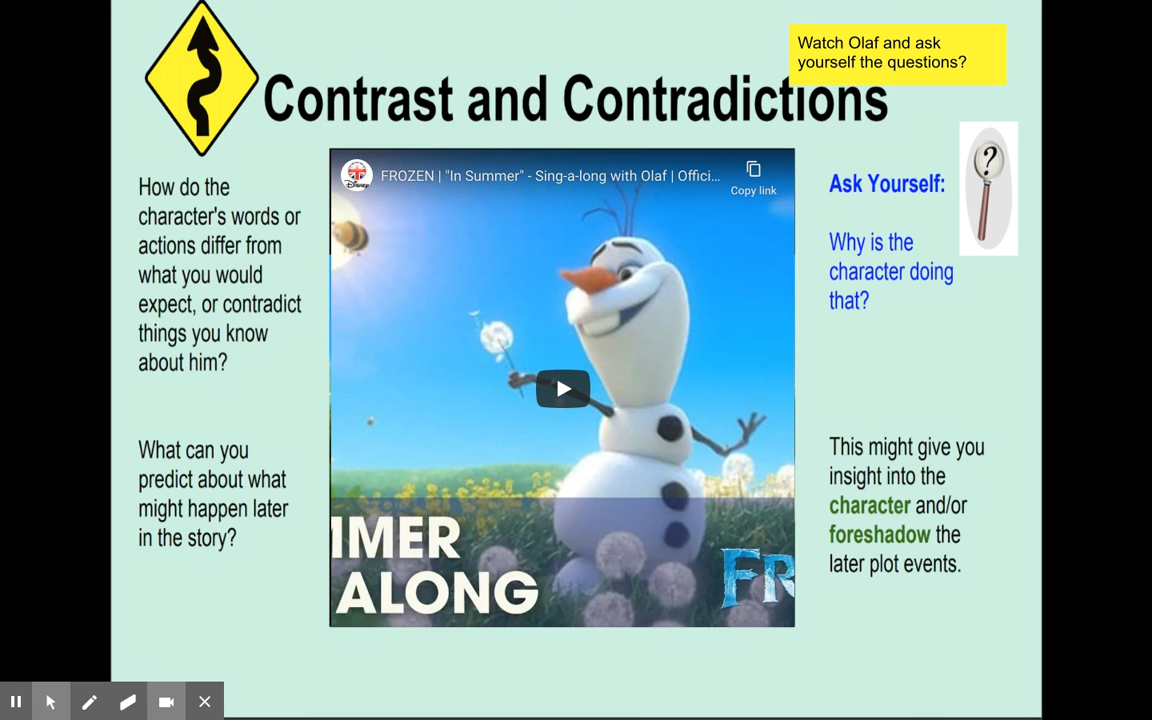 Watch Olaf and ask
yourself the questions?
Contrast and Contradictions
How do the
character's words or
actions differ from
what you would
expect, or contradict
things you know
about him?
What can you
predict about what
might happen later
in the story?
Disney
FROZEN | "In Summer" - Sing-a-long with Olaf | Offici...
Copy link
MMER
ALONG
FR
?
Ask Yourself:
Why is the
character doing
that?
This might give you
insight into the
character and/or
foreshadow the
later plot events.